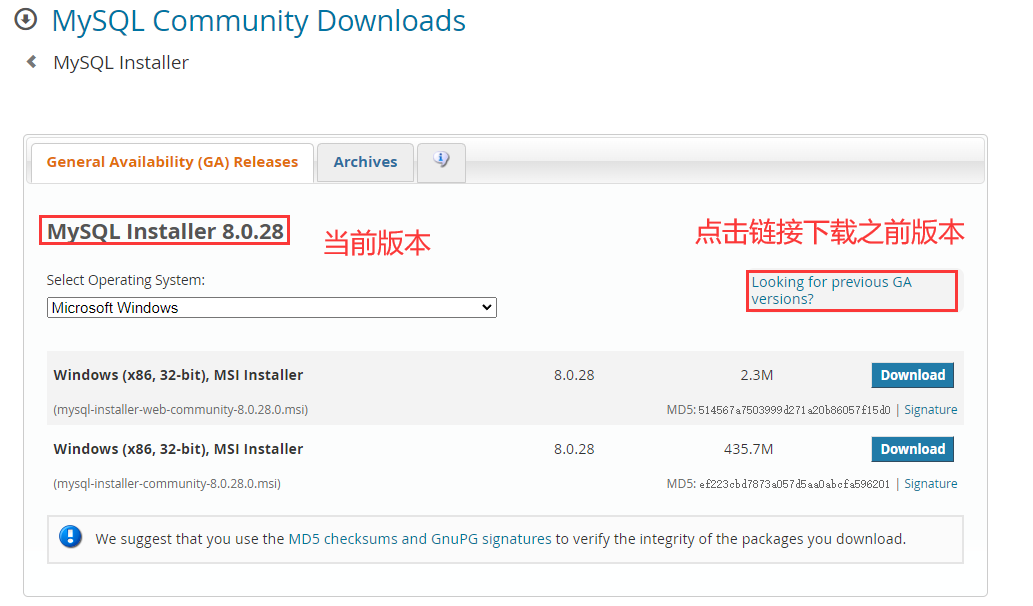 MySQL Community Downloads
MySQL Installer
General Availability (GA) Releases
Archives
MySQL Installer 8.0.28
当前版本
点击链接下载之前版本
Select Operating System:
Looking for previous GA
versions?
Microsoft Windows
Windows (x86, 32-bit), MSI Installer 8.0.28 2.3M Download
(mysql-installer-web-community-8.0.28.0.msi) MD5: 514567a7503999d271a20b86057f15d0 | Signature
Windows (x86, 32-bit), MSI Installer 8.0.28 435.7M Download
(mysql-installer-community-8.0.28.0.msi) MD5: ef223cbd7873a057d5aa0abcfa596201 | Signature
We suggest that you use the MD5 checksums and GnuPG signatures to verify the integrity of the packages you download.